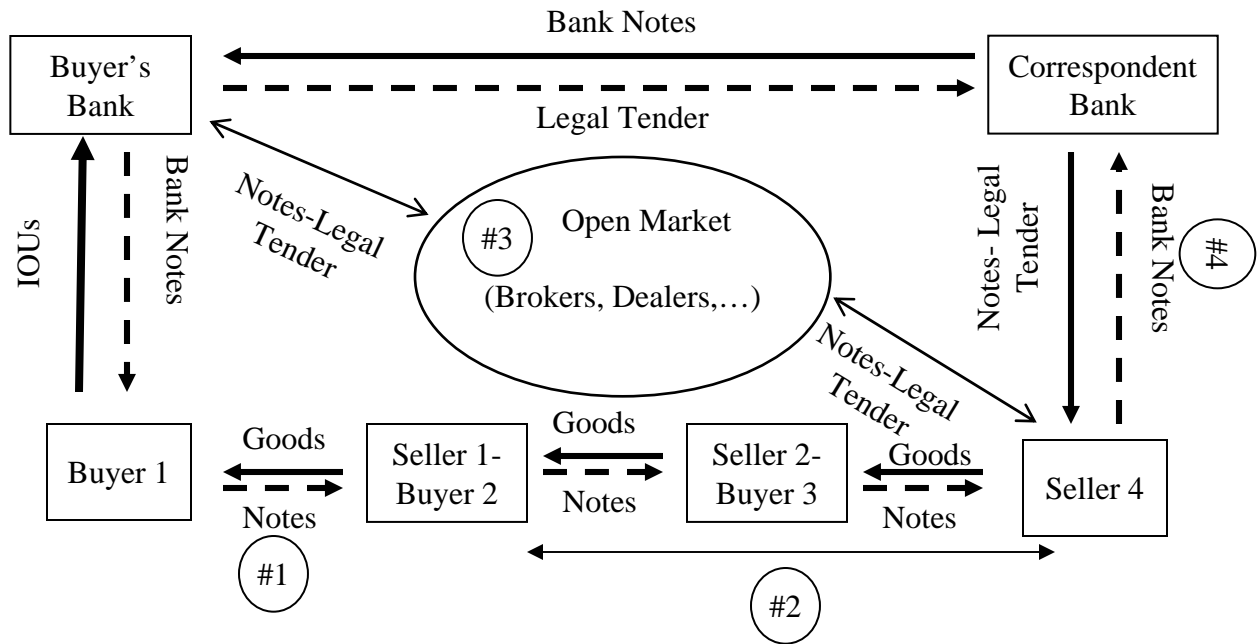 Bank Notes
Buyer's
Bank
Correspondent
Bank
Legal Tender
IOUs
Bank Notes
Notes-Legal
Tender
#3
Open Market
(Brokers, Dealers,…)
Notes-Legal
Tender
Notes- Legal
Tender
Bank Notes
#4
Buyer 1
Goods
Notes
#1
Seller 1-
Buyer 2
Goods
Notes
Seller 2-
Buyer 3
Goods
Notes
Seller 4
#2